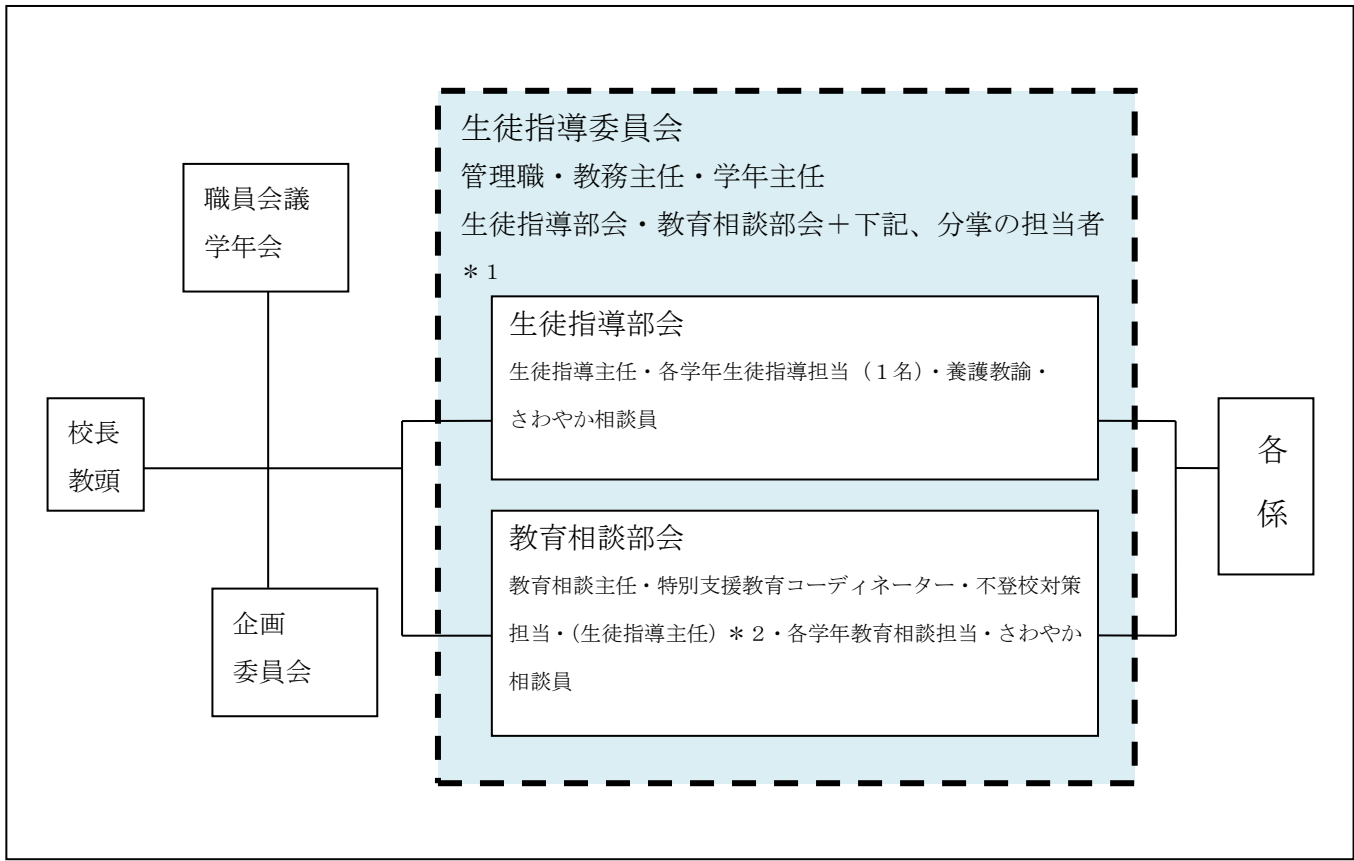 生徒指導委員会
管理職・教務主任・学年主任
生徒指導部会・教育相談部会＋下記、分掌の担当者
＊１
職員会議
学年会
生徒指導部会
生徒指導主任・各学年生徒指導担当（１名）・養護教諭・
さわやか相談員
校長
教頭
各
係
教育相談部会
教育相談主任・特別支援教育コーディネーター・不登校対策
担当・（生徒指導主任）＊２・各学年教育相談担当・さわやか
相談員
企画
委員会